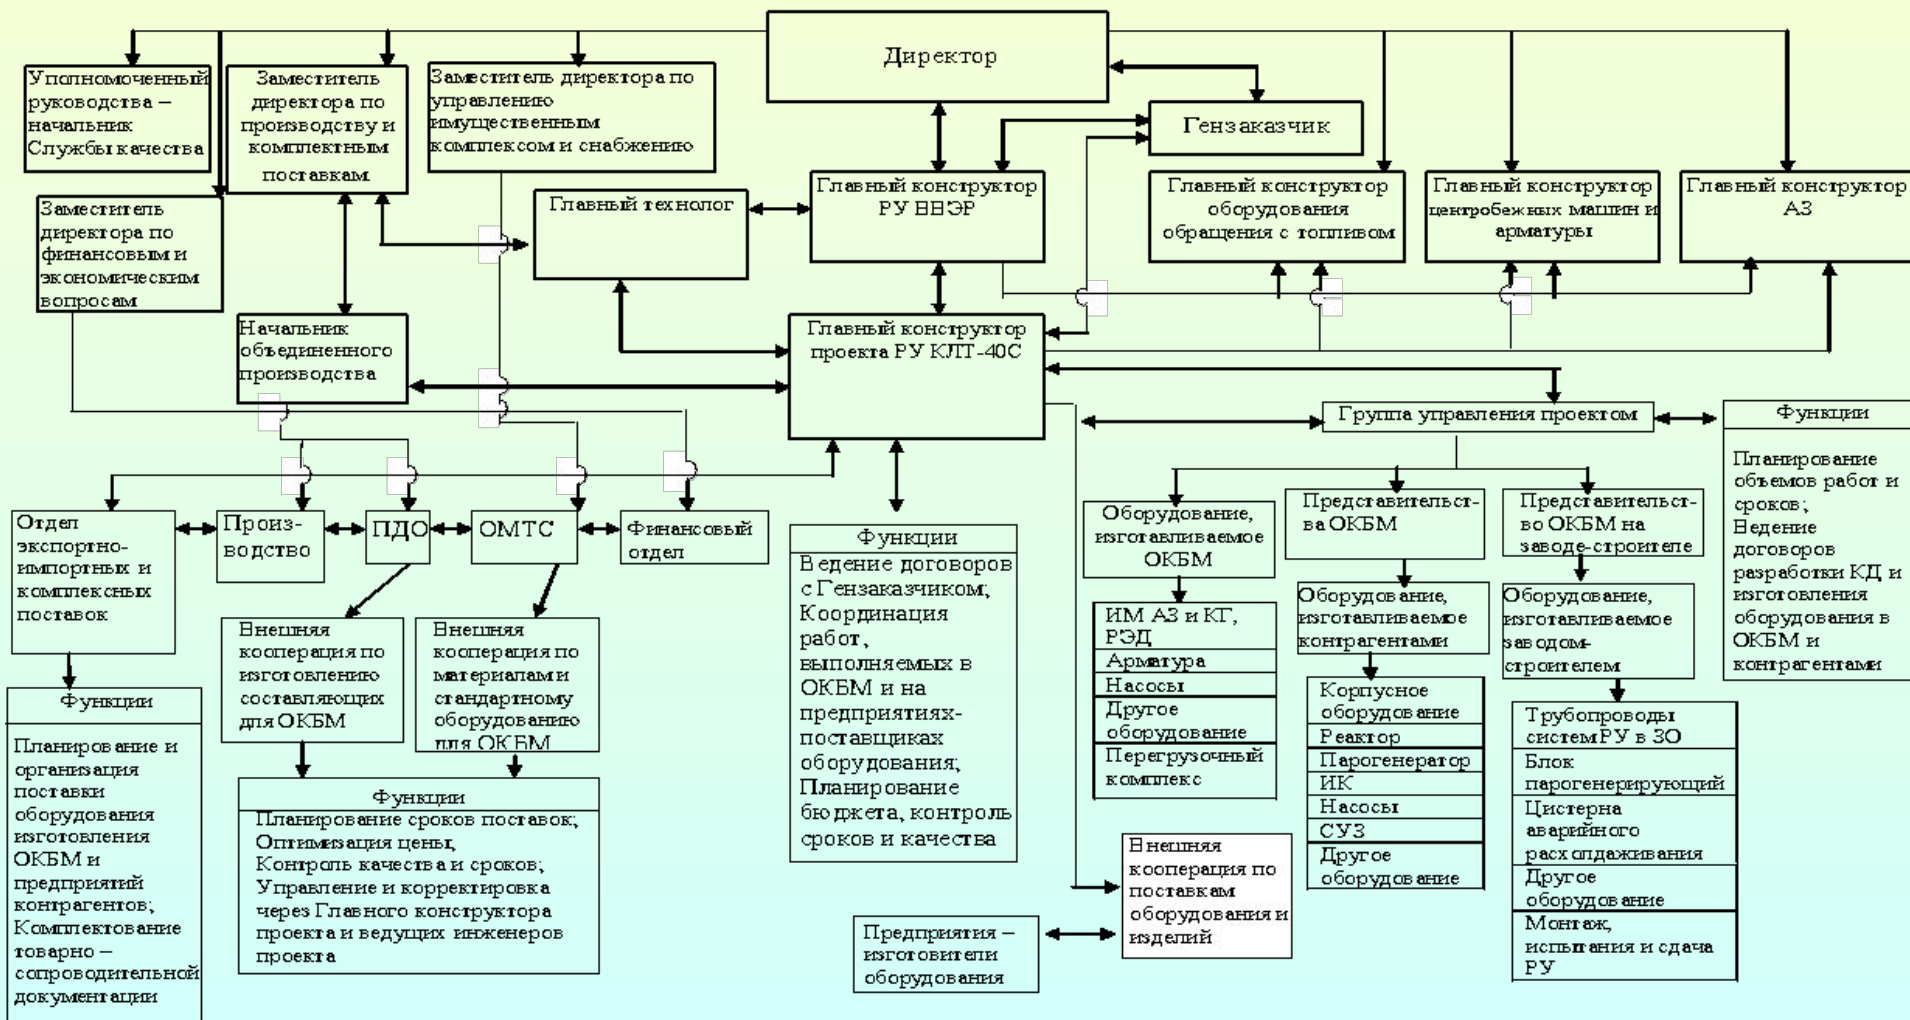 Директор
Уполномоченный
руководства –
начальник
Службы качества
Заместитель
директора по
производству и
комплектным
поставкам
Заместитель директора по
управлению
имущественным
комплексом и снабжению
Гензаказчик
Заместитель
директора по
финансовым и
экономическим
вопросам
Главный технолог
Главный конструктор
РУ ВВЭР
Главный конструктор
оборудования
обращения с топливом
Главный конструктор
центробежных машин и
арматуры
Главный конструктор
АЗ
Начальник
объединенного
производства
Главный конструктор
проекта РУ КЛТ-40С
Группа управления проектом
Функции
Планирование
объемов работ и
сроков;
Ведение
договоров
разработки КД и
изготовления
оборудования в
ОКБМ и
контрагентами
Отдел
экспортно-
импортных и
комплексных
поставок
Произ-
водство
ПДО
ОМТС
Финансовый
отдел
Функции
Ведение договоров
с Гензаказчиком;
Координация
работ,
выполняемых в
ОКБМ и на
предприятиях-
поставщиках
оборудования;
Планирование
бюджета, контроль
сроков и качества
Оборудование,
изготавливаемое
ОКБМ
Представительст-
ва ОКБМ
Представительст-
во ОКБМ на
заводе-строителе
ИМ АЗ и КГ,
РЭД
Арматура
Насосы
Другое
оборудование
Перегрузочный
комплекс
Оборудование,
изготавливаемое
контрагентами
Оборудование,
изготавливаемое
заводом-
строителем
Корпусное
оборудование
Реактор
Парогенератор
ИК
Насосы
СУЗ
Другое
оборудование
Трубопроводы
систем РУ в ЗО
Блок
парогенерирующий
Цистерна
аварийного
расхолдаживания
Другое
оборудование
Монтаж,
испытания и сдача
РУ
Внешняя
кооперация по
изготовлению
составляющих
для ОКБМ
Внешняя
кооперация по
материалам и
стандартному
оборудованию
для ОКБМ
Функции
Планирование и
организация
поставки
оборудования
изготовления
ОКБМ и
предприятий
контрагентов;
Комплектование
товарно –
сопроводительной
документации
Функции
Планирование сроков поставок;
Оптимизация цены;
Контроль качества и сроков;
Управление и корректировка
через Главного конструктора
проекта и ведущих инженеров
проекта
Внешняя
кооперация по
поставкам
оборудования и
изделий
Предприятия –
изготовители
оборудования